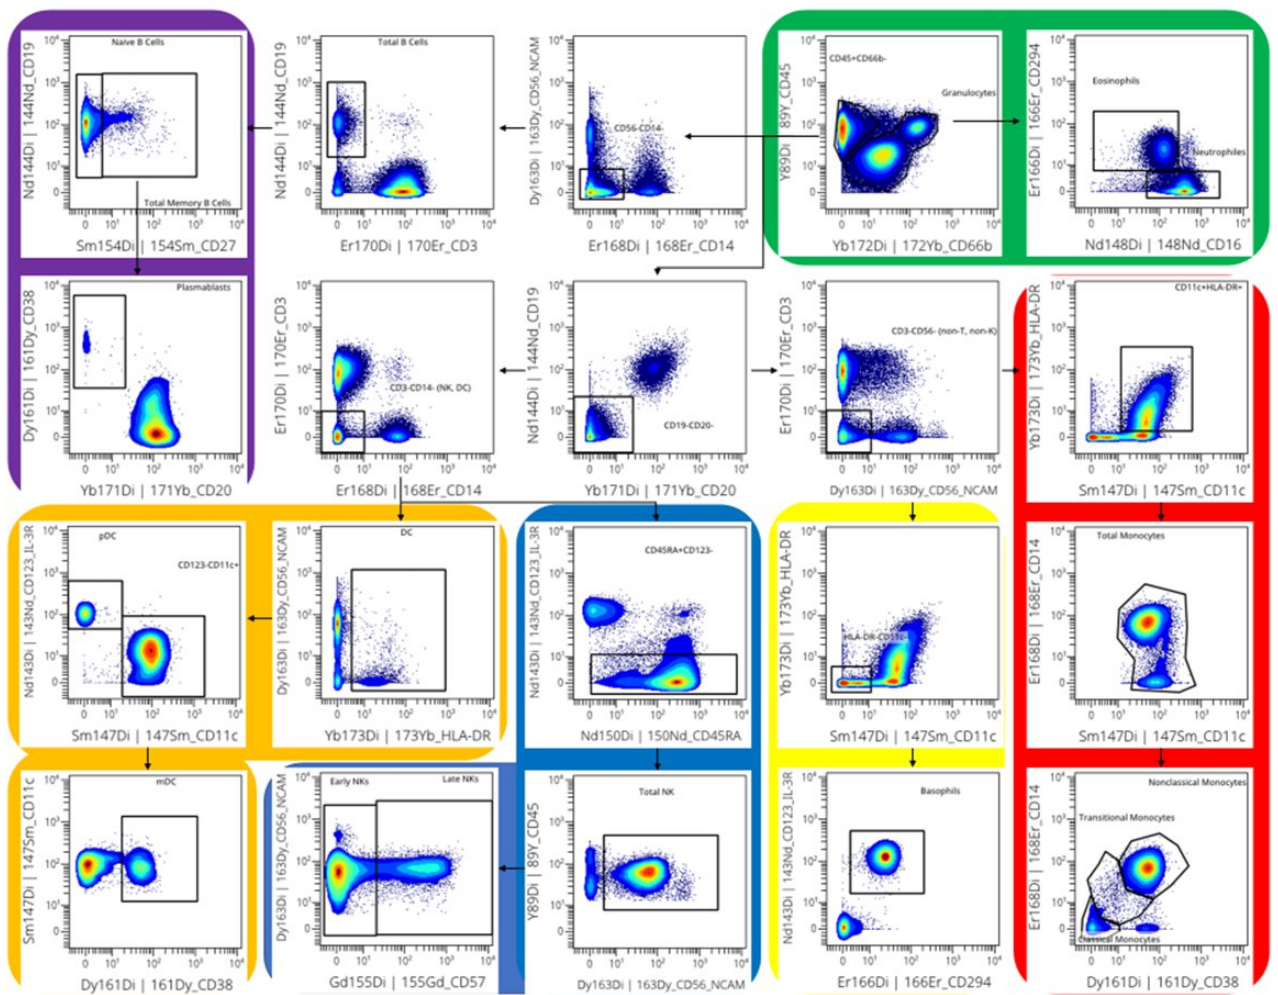 Naive B Cells
Total Memory B Cells
Nd144Di | 144Nd_CD19
Sm154Di | 154Sm_CD27
Total B Cells
Nd144Di | 144Nd_CD19
Er170Di | 170Er_CD3
CD56-CD14-
Dy163Di | 163Dy_CD56_NCAM
Er168Di | 168Er_CD14
CD45+CD66b-
Granulocytes
Y89Di | 89Y_CD45
Yb172Di | 172Yb_CD66b
Eosinophils
Neutrophiles
Er166Di | 166Er_CD294
Nd148Di | 148Nd_CD16
Plasmablasts
Dy161Di | 161Dy_CD38
Yb171Di | 171Yb_CD20
CD3-CD14- (NK, DC)
Er170Di | 170Er_CD3
Er168Di | 168Er_CD14
CD19-CD20-
Nd144Di | 144Nd_CD19
Yb171Di | 171Yb_CD20
CD3-CD56- (non-T, non-K)
Er170Di | 170Er_CD3
Dy163Di | 163Dy_CD56_NCAM
CD11c+HLA-DR+
Yb173Di | 173Yb_HLA-DR
Sm147Di | 147Sm_CD11c
pDC
CD123-CD11c+
Nd143Di | 143Nd_CD123_IL-3R
Sm147Di | 147Sm_CD11c
DC
Dy163Di | 163Dy_CD56_NCAM
Yb173Di | 173Yb_HLA-DR
CD45RA+CD123-
Nd143Di | 143Nd_CD123_IL-3R
Nd150Di | 150Nd_CD45RA
HLA-DR-CD11c-
Yb173Di | 173Yb_HLA-DR
Sm147Di | 147Sm_CD11c
Total Monocytes
Er168Di | 168Er_CD14
Sm147Di | 147Sm_CD11c
mDC
Sm147Di | 147Sm_CD11c
Dy161Di | 161Dy_CD38
Early NKs
Late NKs
Dy163Di | 163Dy_CD56_NCAM
Gd155Di | 155Gd_CD57
Total NK
Y89Di | 89Y_CD45
Dy163Di | 163Dy_CD56_NCAM
Basophils
Nd143Di | 143Nd_CD123_IL-3R
Er166Di | 166Er_CD294
Nonclassical Monocytes
Transitional Monocytes
Classical Monocytes
Er168Di | 168Er_CD14
Dy161Di | 161Dy_CD38